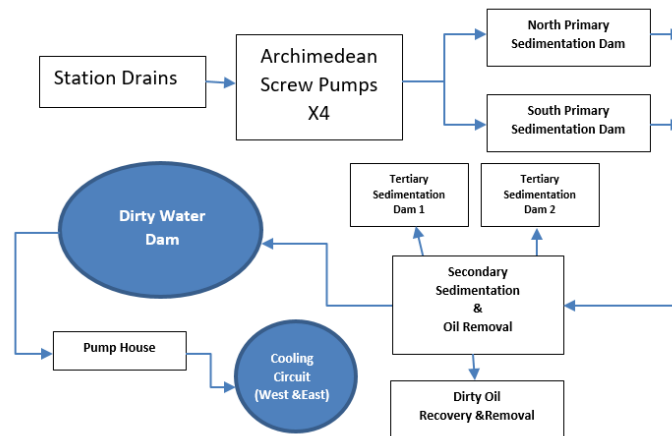 Station Drains
Archimedean
Screw Pumps
X4
North Primary
Sedimentation Dam
South Primary
Sedimentation Dam
Tertiary
Sedimentation
Dam 1
Tertiary
Sedimentation
Dam 2
Dirty Water
Dam
Secondary
Sedimentation
&
Oil Removal
Pump House
Cooling
Circuit
(West &East)
Dirty Oil
Recovery &Removal